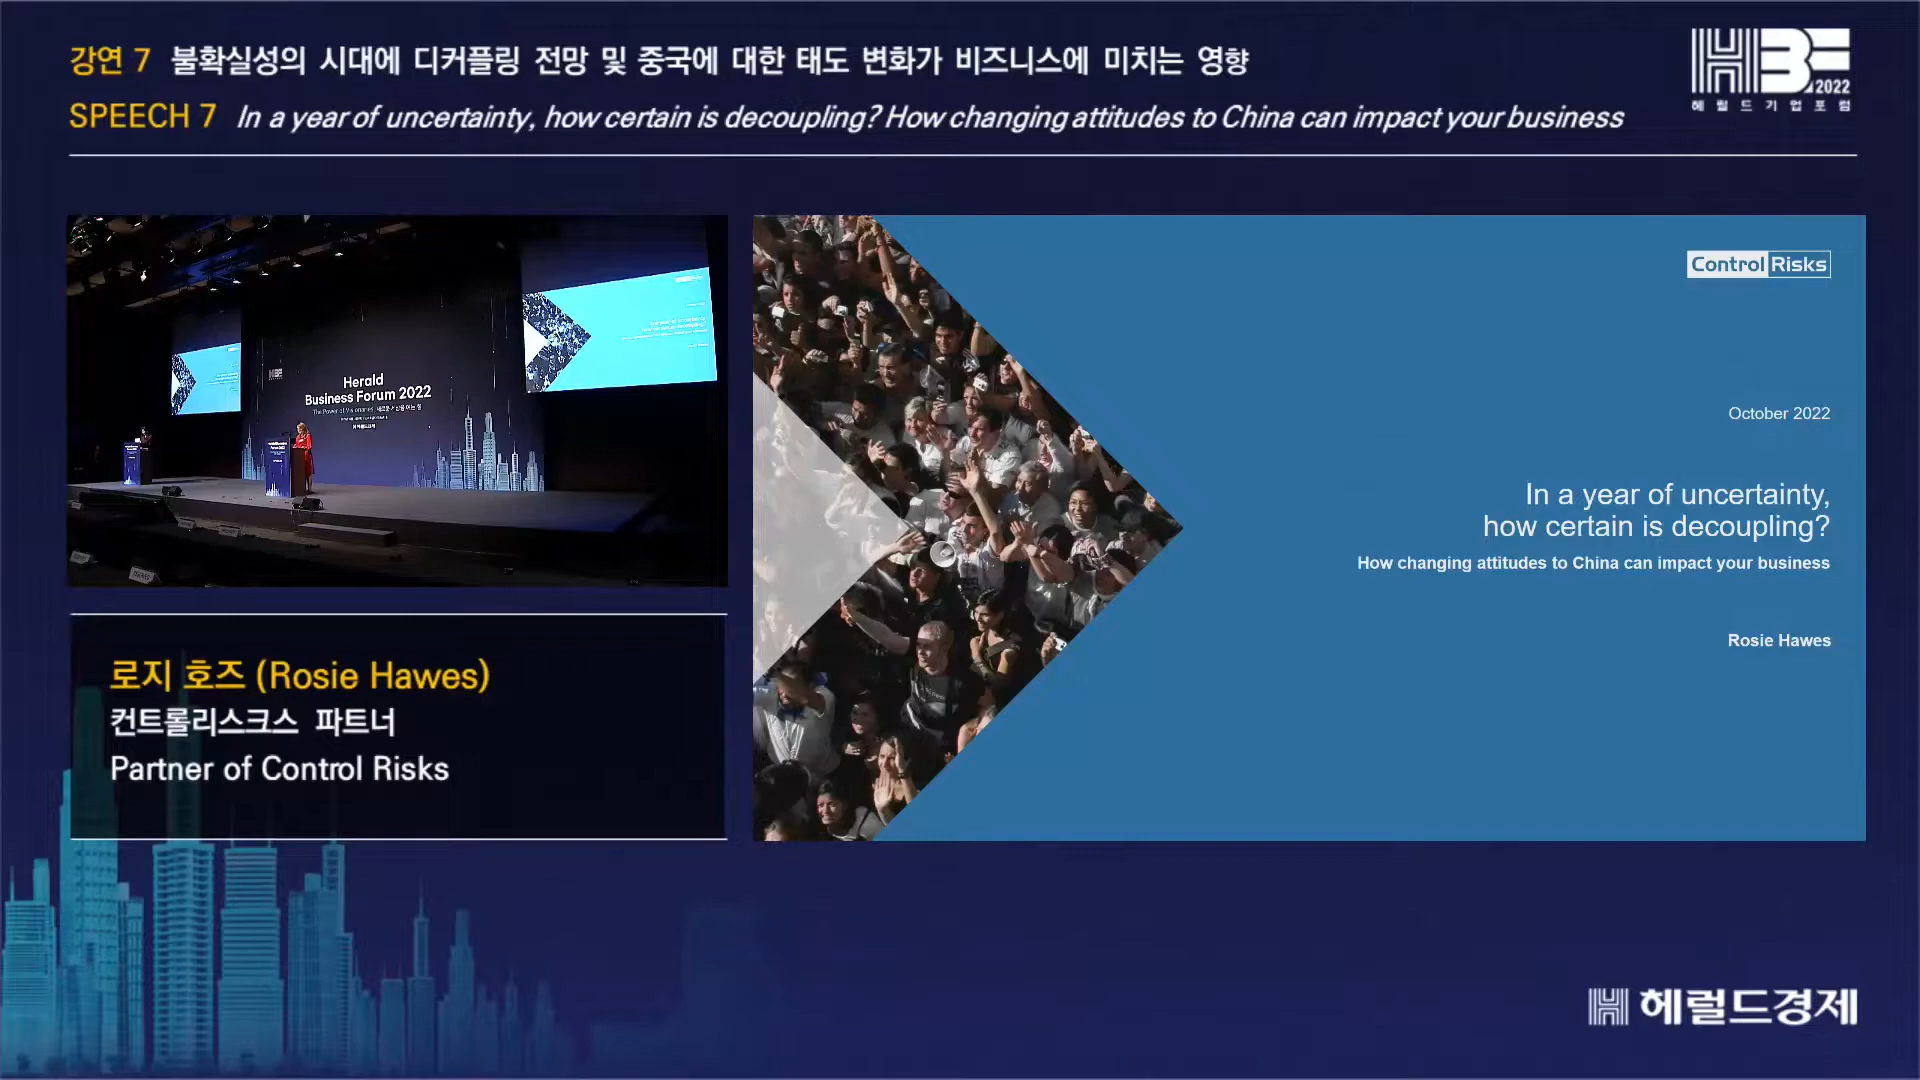 강연 7 불확실성의 시대에 디커플링 전망 및 중국에 대한 태도 변화가 비즈니스에 미치는 영향
SPEECH 7 In a year of uncertainty, how certain is decoupling? How changing attitudes to China can impact your business
HBF 2022
헤럴드기업포럼
Herald
Business Forum 2022
Control Risks
October 2022
In a year of uncertainty,
how certain is decoupling?
How changing attitudes to China can impact your business
Rosie Hawes
로지 호즈 (Rosie Hawes)
컨트롤리스크스 파트너
Partner of Control Risks
헤럴드경제